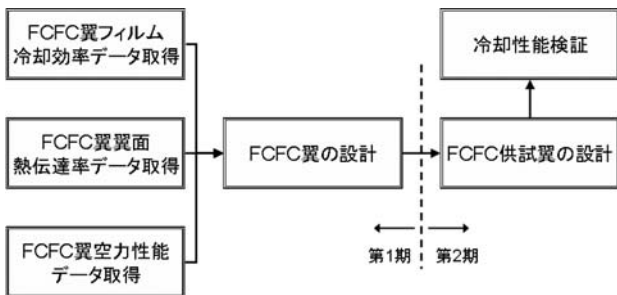 FCFC翼フィルム
冷却効率データ取得
FCFC翼翼面
熱伝達率データ取得
FCFC翼空力性能
データ取得
FCFC翼の設計
冷却性能検証
FCFC供試翼の設計
第1期
第2期